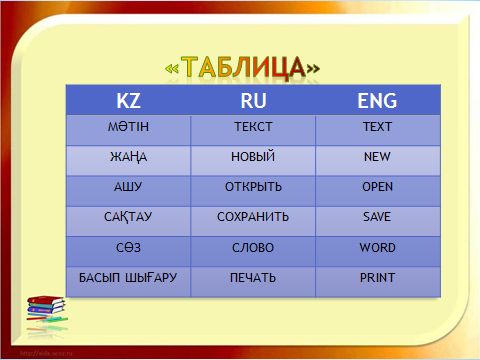 «ТАБЛИЦА»
KZ RU ENG
МӘТІН ТЕКСТ TEXT
ЖАҢА НОВЫЙ NEW
АШУ ОТКРЫТЬ OPEN
САҚТАУ СОХРАНИТЬ SAVE
СӨЗ СЛОВО WORD
БАСЫП ШЫҒАРУ ПЕЧАТЬ PRINT